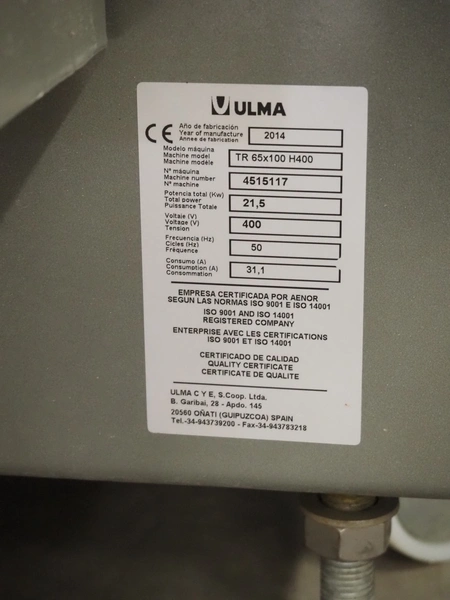 ULMA
CE
Año de fabricación
Year of manufacture
Année de fabrication
2014
Modelo máquina
Machine model
Machine modèle
TR 65x100 H400
N° máquina
Machine number
N° machine
4515117
Potencia total (Kw)
Total power
Puissance Totale
21,5
Voltaje (V)
Voltage (V)
Tension
400
Frecuencia (Hz)
Cicles (Hz)
Fréquence
50
Consumo (A)
Consumption (A)
Consommation
31,1
EMPRESA CERTIFICADA POR AENOR
SEGUN LAS NORMAS ISO 9001 E ISO 14001
ISO 9001 AND ISO 14001
REGISTERED COMPANY
ENTERPRISE AVEC LES CERTIFICATIONS
ISO 9001 ET ISO 14001
CERTIFICADO DE CALIDAD
QUALITY CERTIFICATE
CERTIFICATE DE QUALITE
ULMA C Y E, S.Coop. Ltda.
B. Garibai, 28 - Apdo. 145
20560 OÑATI (GUIPUZCOA) SPAIN
Tel.-34-943739200 - Fax-34-943783218